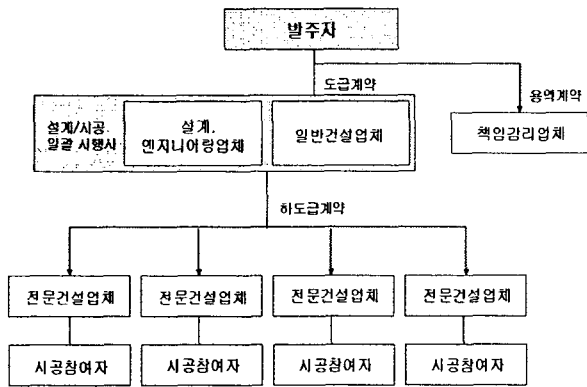 발주자
도급계약
용역계약
설계/시공
일괄 시행사
설계,
엔지니어링업체
일반건설업체
책임감리업체
하도급계약
전문건설업체
전문건설업체
전문건설업체
전문건설업체
시공참여자
시공참여자
시공참여자
시공참여자